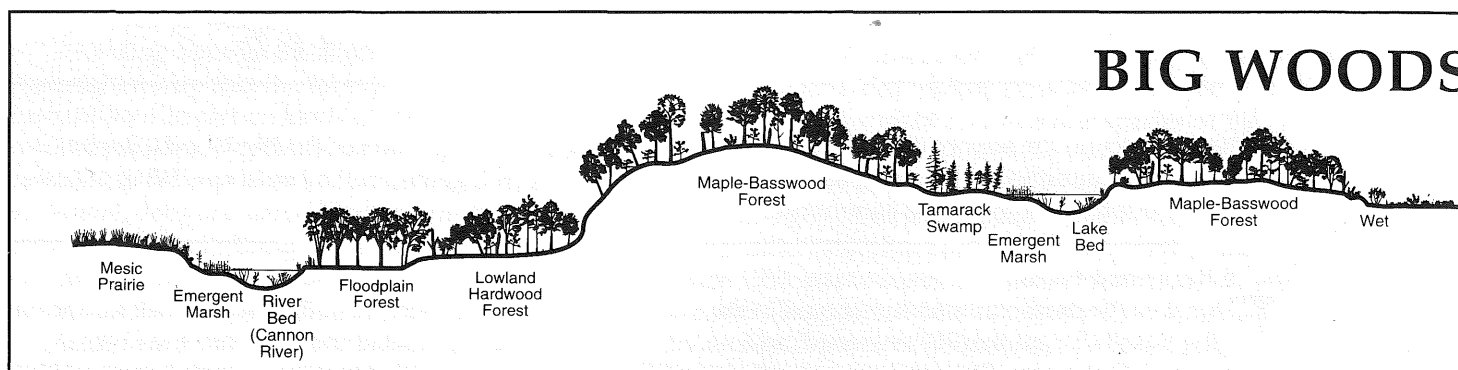 BIG WOODS
Mesic
Prairie
Emergent
Marsh
River
Bed
(Cannon
River)
Floodplain
Forest
Lowland
Hardwood
Forest
Maple-Basswood
Forest
Tamarack
Swamp
Emergent
Marsh
Lake
Bed
Maple-Basswood
Forest
Wet